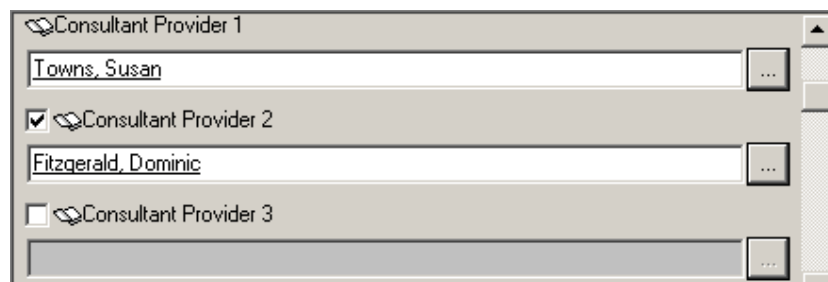 Consultant Provider 1
Towns, Susan
...
Consultant Provider 2
Fitzgerald, Dominic
...
Consultant Provider 3
...